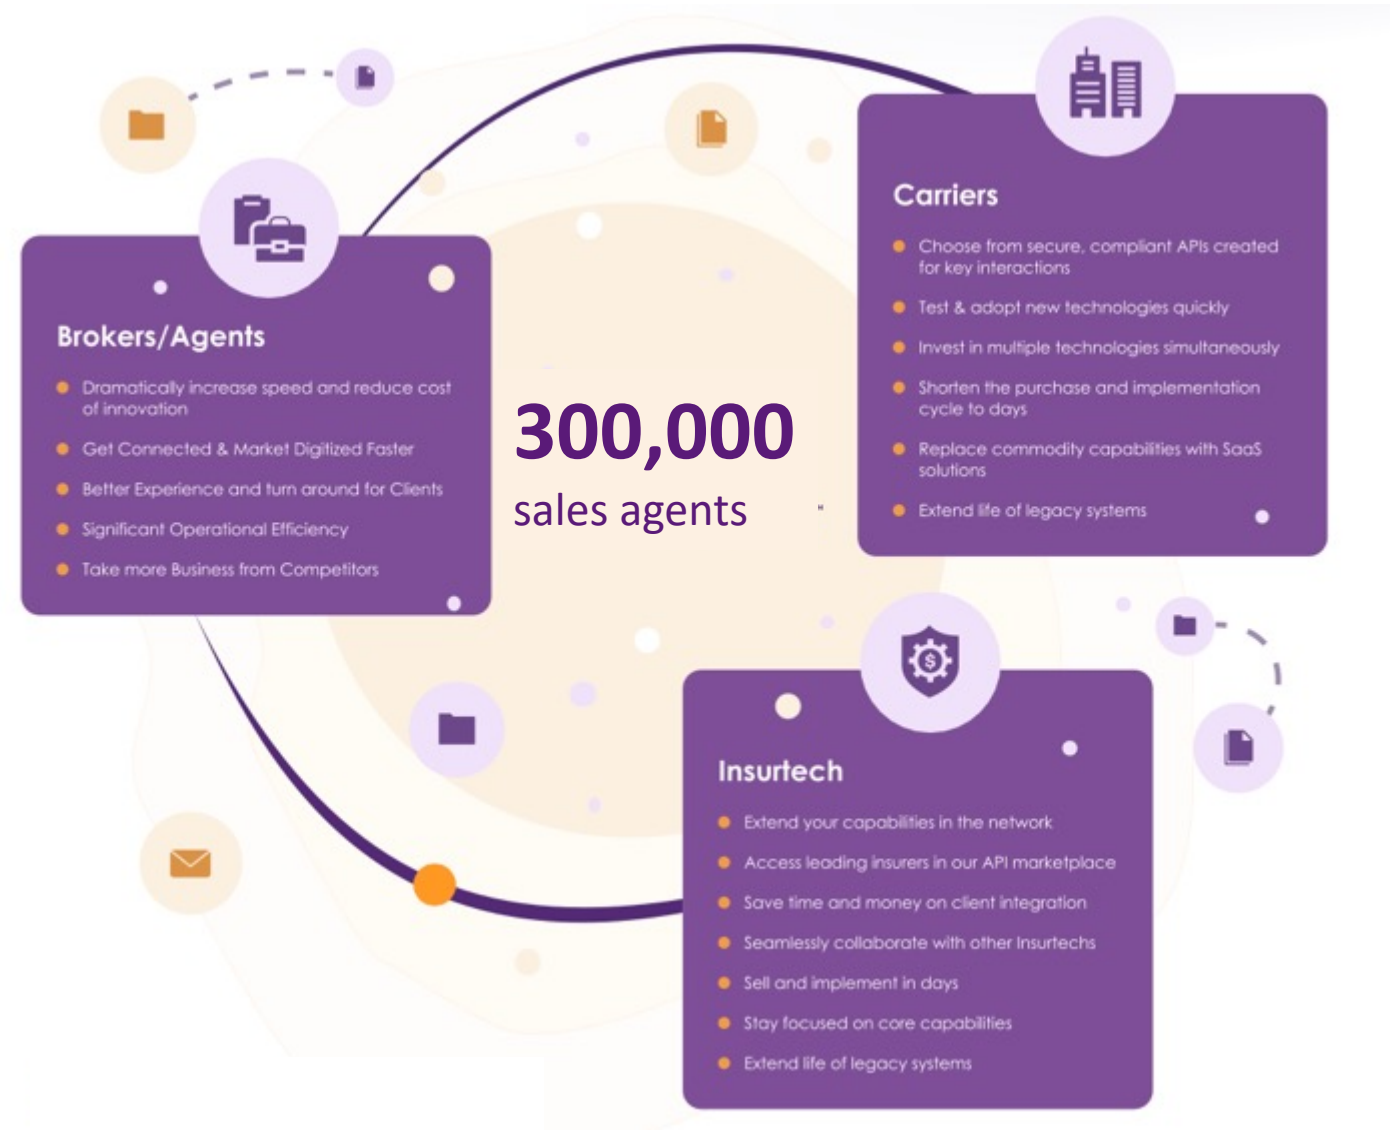 Brokers/Agents
Dramatically increase speed and reduce cost
of innovation
Get Connected & Market Digitized Faster
Better Experience and turn around for Clients
Significant Operational Efficiency
Take more Business from Competitors
300,000
sales agents
Carriers
Choose from secure, compliant APIs created
for key interactions
Test & adopt new technologies quickly
Invest in multiple technologies simultaneously
Shorten the purchase and implementation
cycle to days
Replace commodity capabilities with SaaS
solutions
Extend life of legacy systems
Insurtech
Extend your capabilities in the network
Access leading insurers in our API marketplace
Save time and money on client integration
Seamlessly collaborate with other Insurtechs
Sell and implement in days
Stay focused on core capabilities
Extend life of legacy systems